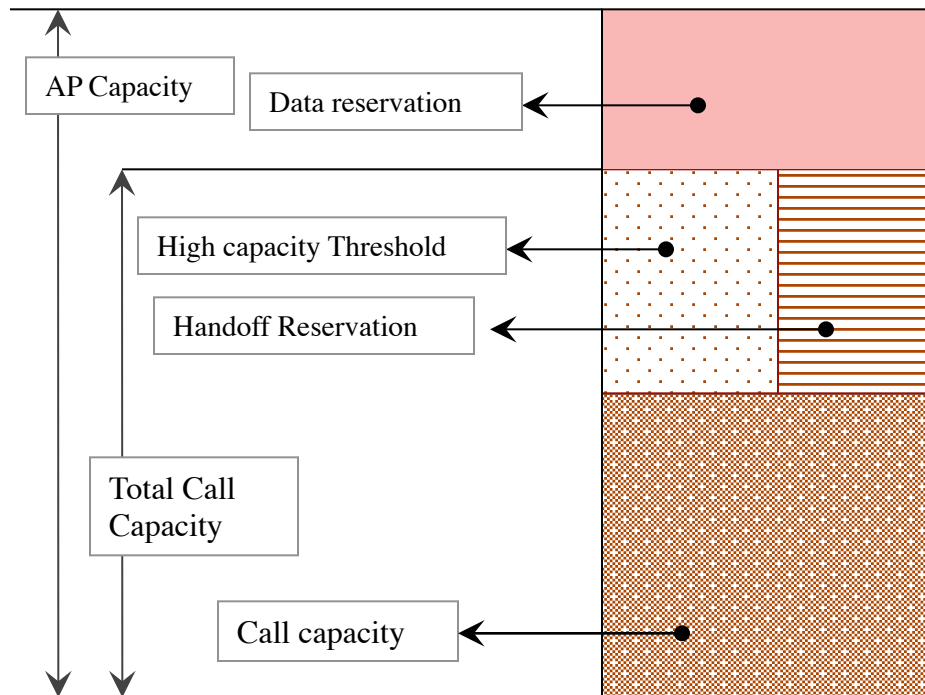 AP Capacity
Data reservation
High capacity Threshold
Handoff Reservation
Total Call
Capacity
Call capacity